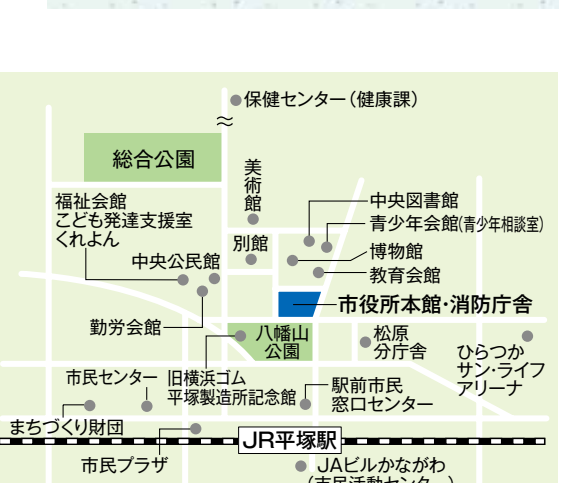 保健センター(健康課)
総合公園
美術館
福祉会館
こども発達支援室
くれよん
中央図書館
青少年会館(青少年相談室)
別館
博物館
中央公民館
教育会館
市役所本館・消防庁舎
勤労会館
八幡山
公園
松原
分庁舎
ひらつか
サン・ライフ
アリーナ
市民センター
旧横浜ゴム
平塚製造所記念館
駅前市民
窓口センター
まちづくり財団
JR平塚駅
市民プラザ
JAビルかながわ
(市民活動センター)